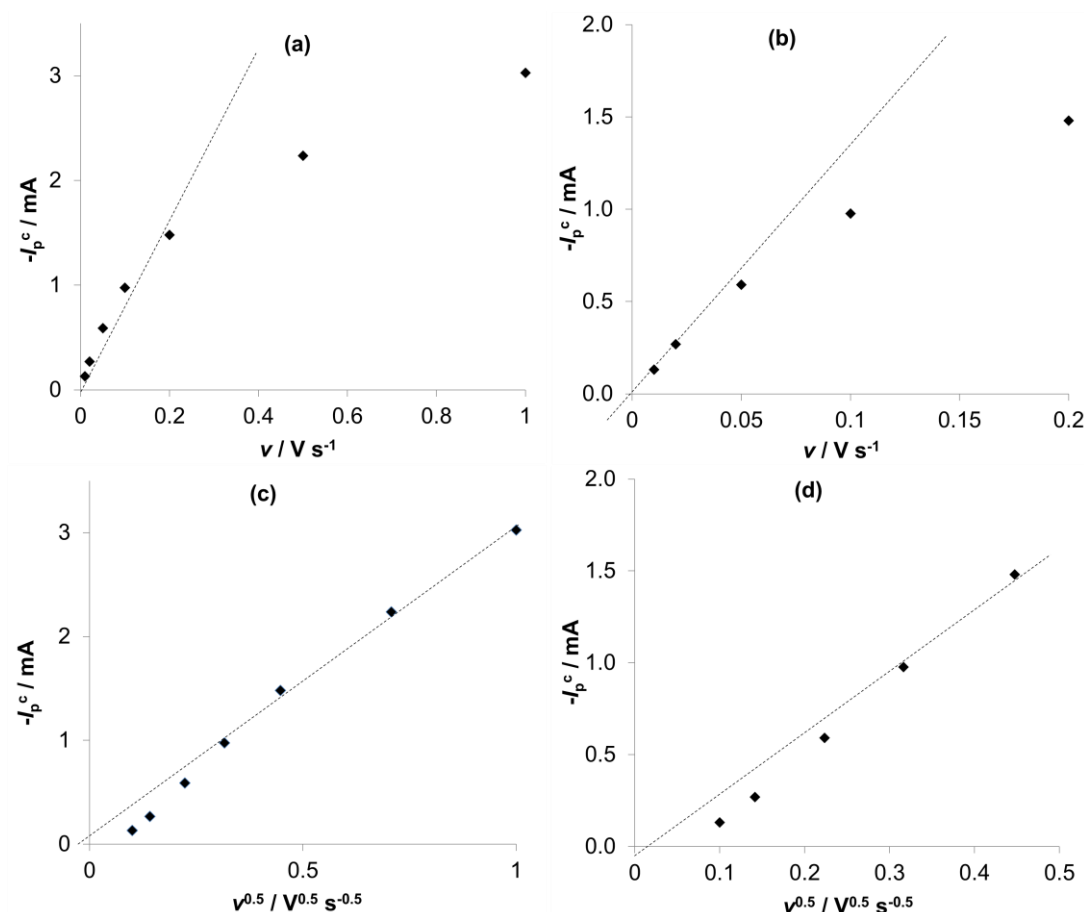 (a)
3
2
1
0
0 0.2 0.4 0.6 0.8 1
-Iₚᶜ / mA
v / V s⁻¹
(b)
2.0
1.5
1.0
0.5
0.0
0 0.05 0.1 0.15 0.2
-Iₚᶜ / mA
v / V s⁻¹
(c)
3
2
1
0
0 0.5 1
-Iₚᶜ / mA
v⁰·⁵ / V⁰·⁵ s⁻⁰·⁵
(d)
2.0
1.5
1.0
0.5
0.0
0 0.1 0.2 0.3 0.4 0.5
-Iₚᶜ / mA
v⁰·⁵ / V⁰·⁵ s⁻⁰·⁵